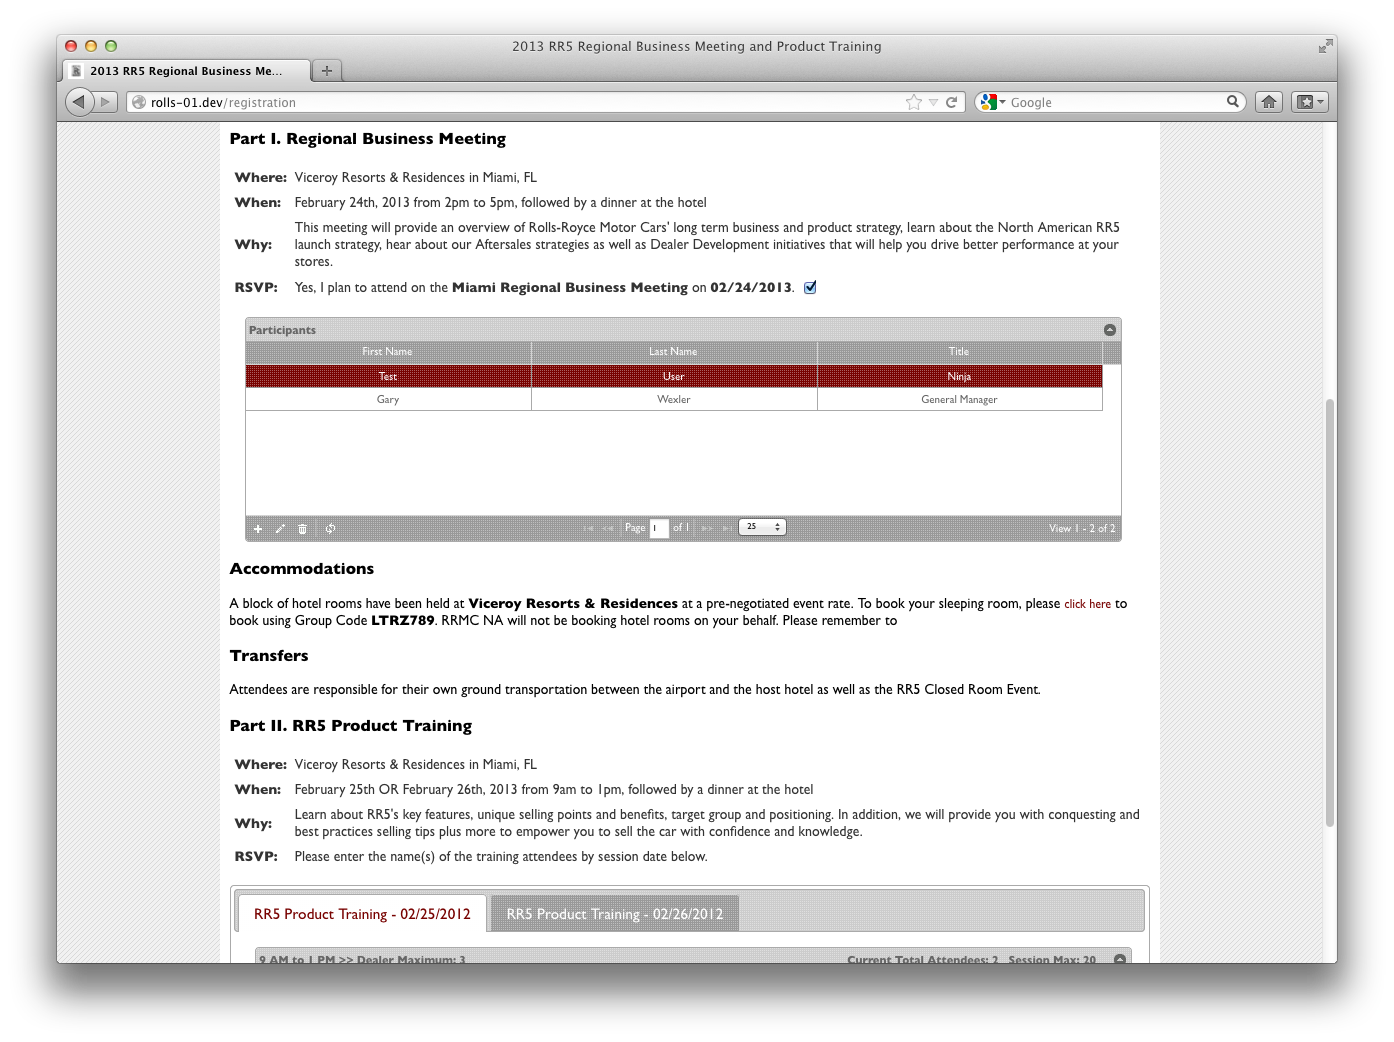 2013 RR5 Regional Business Meeting and Product Training
2013 RR5 Regional Business Me...
rolls-01.dev/registration
Google
Part I. Regional Business Meeting
Where: Viceroy Resorts & Residences in Miami, FL
When: February 24th, 2013 from 2pm to 5pm, followed by a dinner at the hotel
Why: This meeting will provide an overview of Rolls-Royce Motor Cars' long term business and product strategy, learn about the North American RR5
launch strategy, hear about our Aftersales strategies as well as Dealer Development initiatives that will help you drive better performance at your
stores.
RSVP: Yes, I plan to attend on the Miami Regional Business Meeting on 02/24/2013.
Participants
First Name Last Name Title
Test User Ninja
Gary Wexler General Manager
Page 1 of 1 25 View 1 - 2 of 2
Accommodations
A block of hotel rooms have been held at Viceroy Resorts & Residences at a pre-negotiated event rate. To book your sleeping room, please click here to
book using Group Code LTRZ789. RRMC NA will not be booking hotel rooms on your behalf. Please remember to
Transfers
Attendees are responsible for their own ground transportation between the airport and the host hotel as well as the RR5 Closed Room Event.
Part II. RR5 Product Training
Where: Viceroy Resorts & Residences in Miami, FL
When: February 25th OR February 26th, 2013 from 9am to 1pm, followed by a dinner at the hotel
Why: Learn about RR5's key features, unique selling points and benefits, target group and positioning. In addition, we will provide you with conquesting and
best practices selling tips plus more to empower you to sell the car with confidence and knowledge.
RSVP: Please enter the name(s) of the training attendees by session date below.
RR5 Product Training - 02/25/2012 RR5 Product Training - 02/26/2012
9 AM to 1 PM >> Dealer Maximum: 3 Current Total Attendees: 2 Session Max: 20